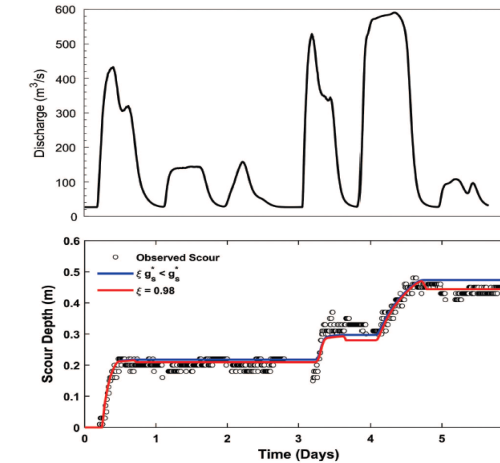 600
500
400
300
200
100
0
Discharge (m³/s)
0.6
0.5
0.4
0.3
0.2
0.1
0
Scour Depth (m)
Observed Scour
ξ g*s < g*s
ξ = 0.98
0 1 2 3 4 5
Time (Days)